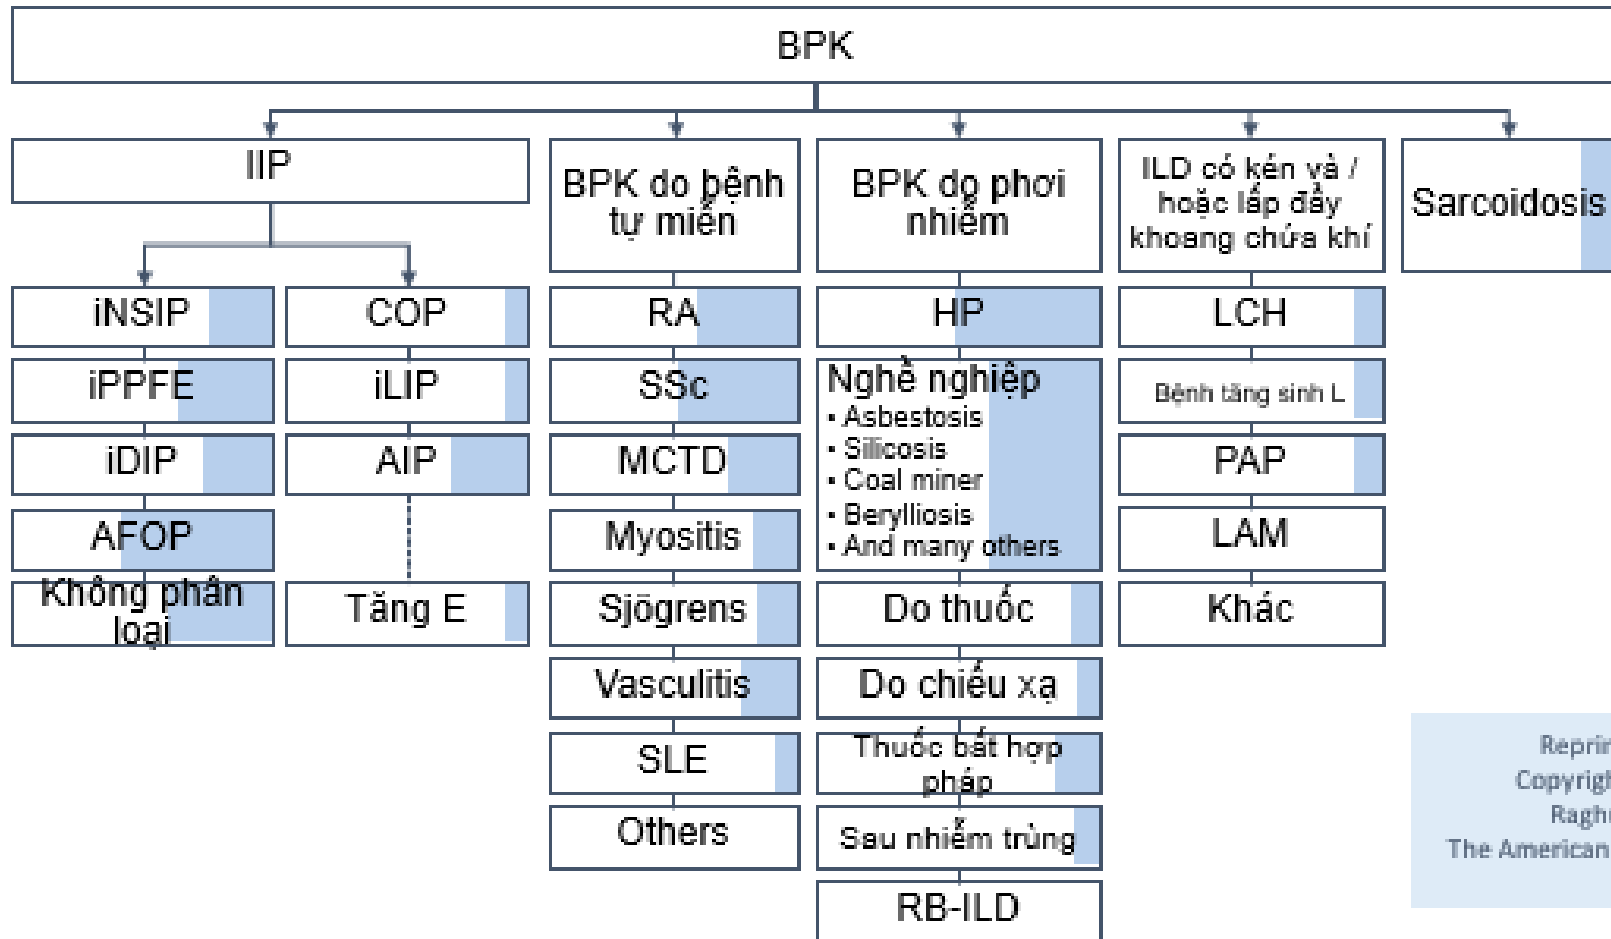 BPK
IIP
BPK do bệnh
tự miễn
BPK do phơi
nhiễm
ILD có kén và /
hoặc lấp đầy
khoang chứa khí
Sarcoidosis
iNSIP
iPPFE
iDIP
AFOP
Không phân
loại
COP
iLIP
AIP
Tăng E
RA
SSc
MCTD
Myositis
Sjögrens
Vasculitis
SLE
Others
HP
Nghề nghiệp
▪ Asbestosis
▪ Silicosis
▪ Coal miner
▪ Berylliosis
▪ And many others
Do thuốc
Do chiếu xạ
Thuốc bất hợp
pháp
Sau nhiễm trùng
RB-ILD
LCH
Bệnh tăng sinh L
PAP
LAM
Khác
The American